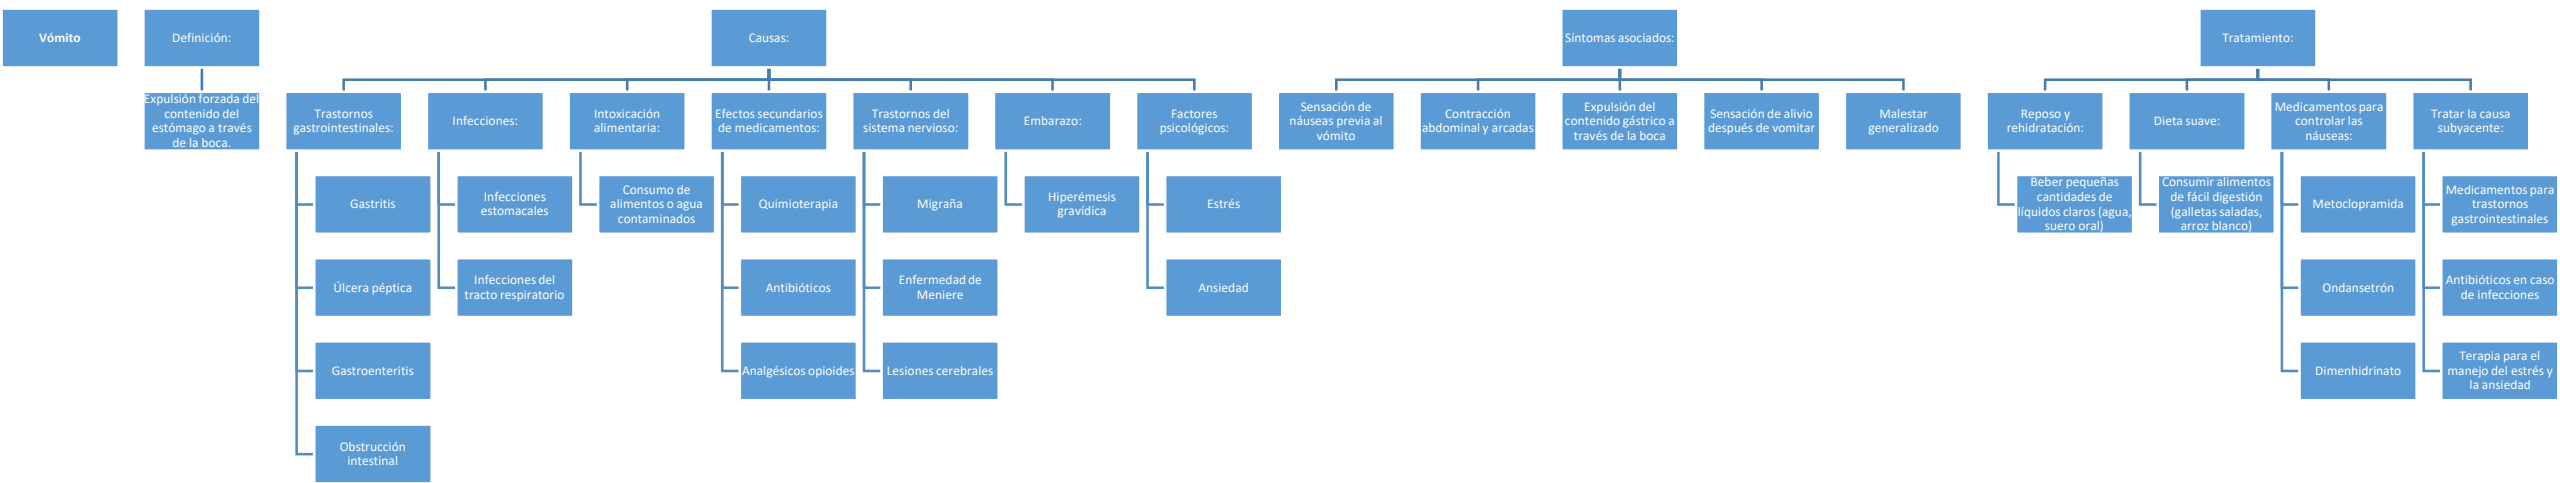 Vómito
Definición:
Expulsión forzada del
contenido del
estómago a través
de la boca.
Causas:
Trastornos
gastrointestinales:
Gastritis
Úlcera péptica
Gastroenteritis
Obstrucción
intestinal
Infecciones:
Infecciones
estomacales
Infecciones del
tracto respiratorio
Intoxicación
alimentaria:
Consumo de
alimentos o agua
contaminados
Efectos secundarios
de medicamentos:
Quimioterapia
Antibióticos
Analgésicos opioides
Trastornos del
sistema nervioso:
Migraña
Enfermedad de
Meniere
Lesiones cerebrales
Embarazo:
Hiperémesis
gravídica
Factores
psicológicos:
Estrés
Ansiedad
Síntomas asociados:
Sensación de
náuseas previa al
vómito
Contracción
abdominal y arcadas
Expulsión del
contenido gástrico a
través de la boca
Sensación de alivio
después de vomitar
Malestar
generalizado
Tratamiento:
Reposo y
rehidratación:
Beber pequeñas
cantidades de
líquidos claros (agua,
suero oral)
Dieta suave:
Consumir alimentos
de fácil digestión
(galletas saladas,
arroz blanco)
Medicamentos para
controlar las
náuseas:
Metoclopramida
Ondansetrón
Dimenhidrinato
Tratar la causa
subyacente:
Medicamentos para
trastornos
gastrointestinales
Antibióticos en caso
de infecciones
Terapia para el
manejo del estrés y
la ansiedad